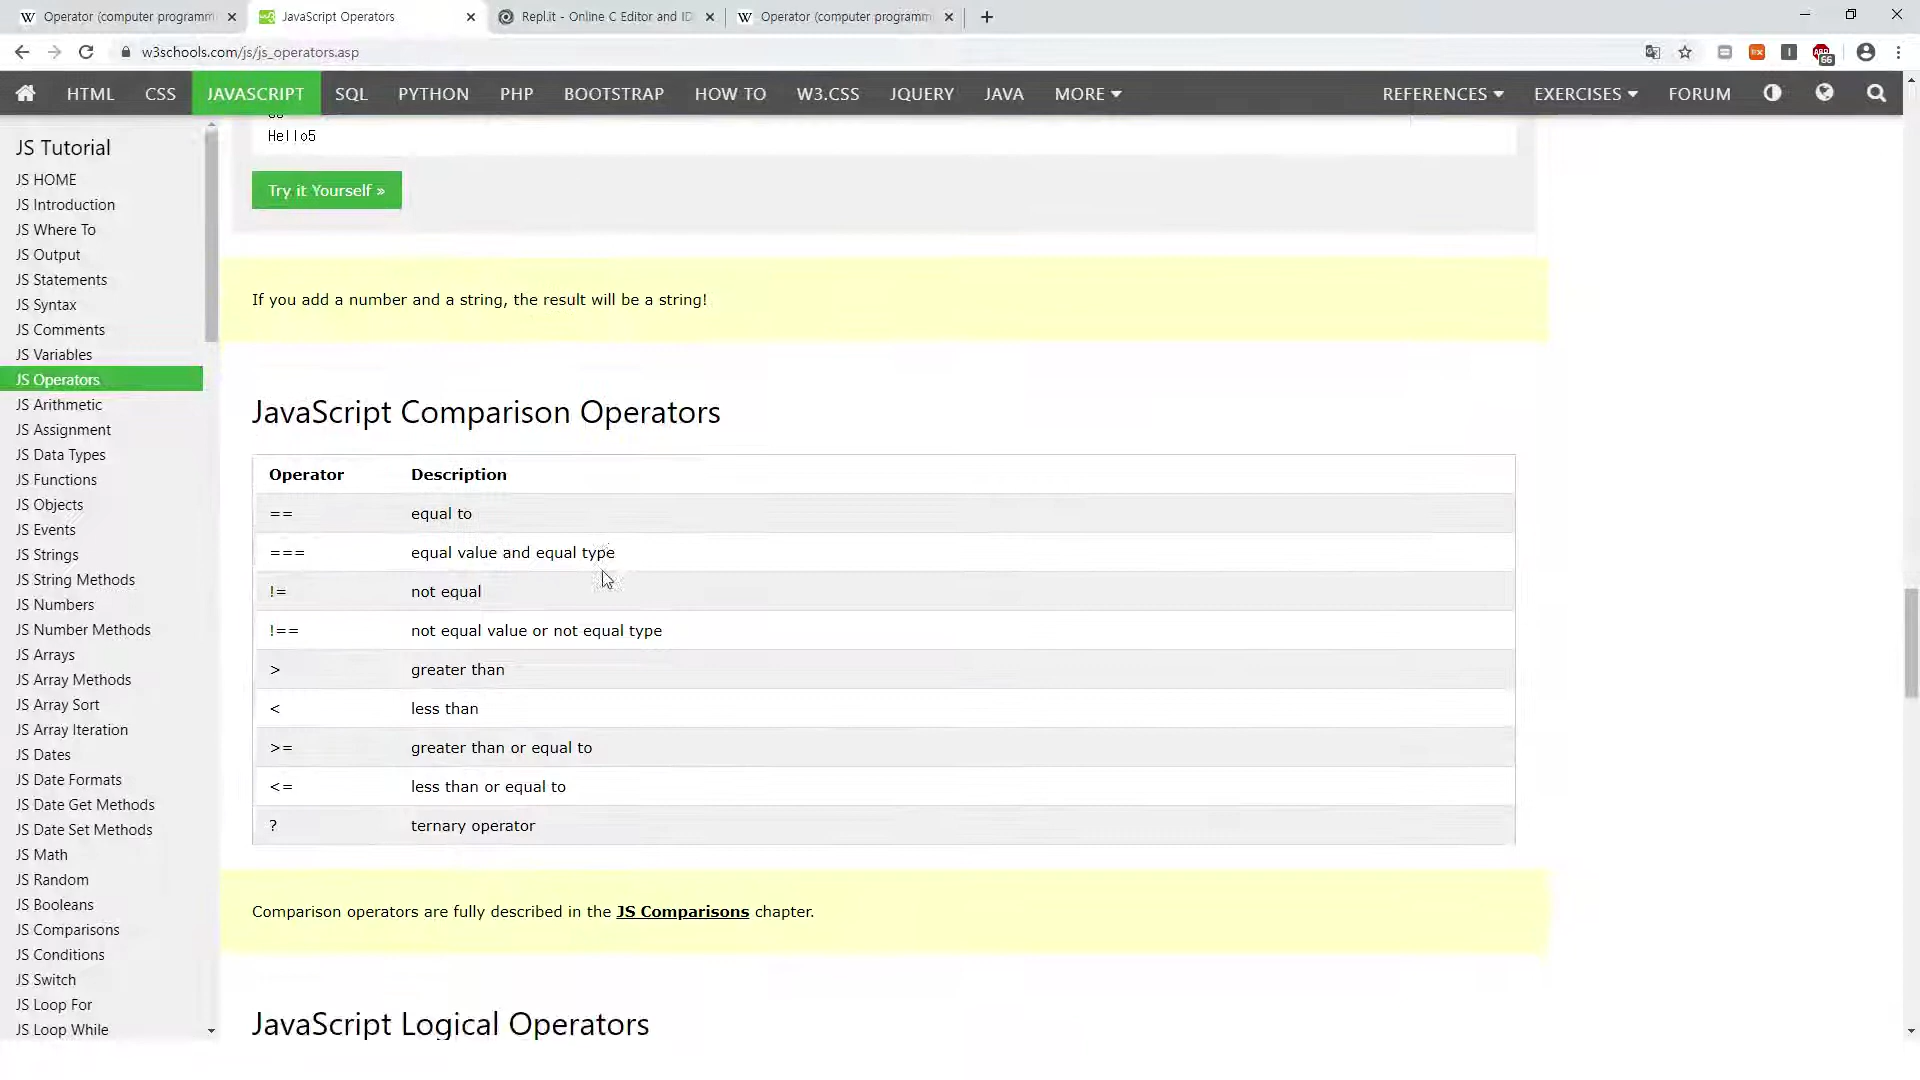 Operator (computer programm
JavaScript Operators
Repl.it - Online C Editor and ID
Operator (computer programm
w3schools.com/js/js_operators.asp
HTML
CSS
JAVASCRIPT
SQL
PYTHON
PHP
BOOTSTRAP
HOW TO
W3.CSS
JQUERY
JAVA
MORE
REFERENCES
EXERCISES
FORUM
JS Tutorial
JS HOME
JS Introduction
JS Where To
JS Output
JS Statements
JS Syntax
JS Comments
JS Variables
JS Operators
JS Arithmetic
JS Assignment
JS Data Types
JS Functions
JS Objects
JS Events
JS Strings
JS String Methods
JS Numbers
JS Number Methods
JS Arrays
JS Array Methods
JS Array Sort
JS Array Iteration
JS Dates
JS Date Formats
JS Date Get Methods
JS Date Set Methods
JS Math
JS Random
JS Booleans
JS Comparisons
JS Conditions
JS Switch
JS Loop For
JS Loop While
Hello5
Try it Yourself »
If you add a number and a string, the result will be a string!
JavaScript Comparison Operators
Operator Description
== equal to
=== equal value and equal type
!= not equal
!== not equal value or not equal type
> greater than
< less than
>= greater than or equal to
<= less than or equal to
? ternary operator
Comparison operators are fully described in the JS Comparisons chapter.
JavaScript Logical Operators